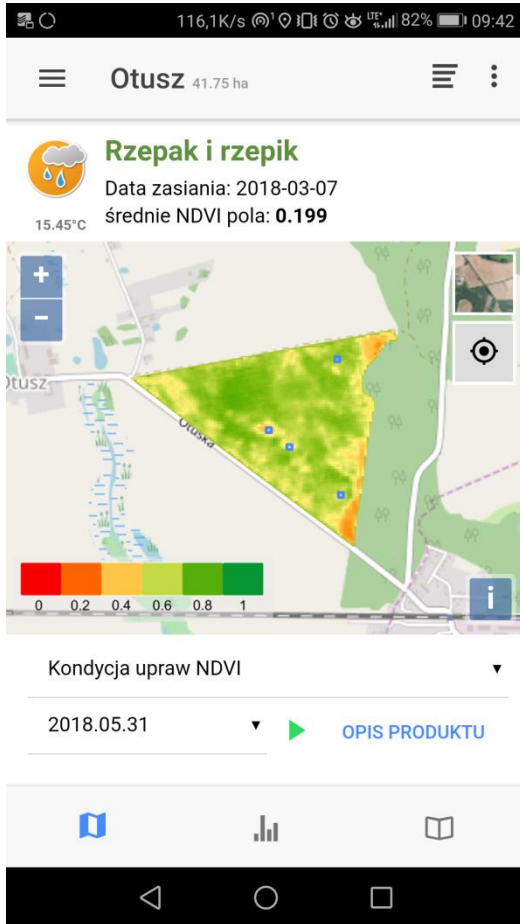 116,1K/s 82% 09:42
Otusz 41.75 ha
Rzepak i rzepik
Data zasiania: 2018-03-07
15.45°C
średnie NDVI pola: 0.199
+
-
Otusz
Otuska
0 0.2 0.4 0.6 0.8 1
i
Kondycja upraw NDVI
2018.05.31
OPIS PRODUKTU